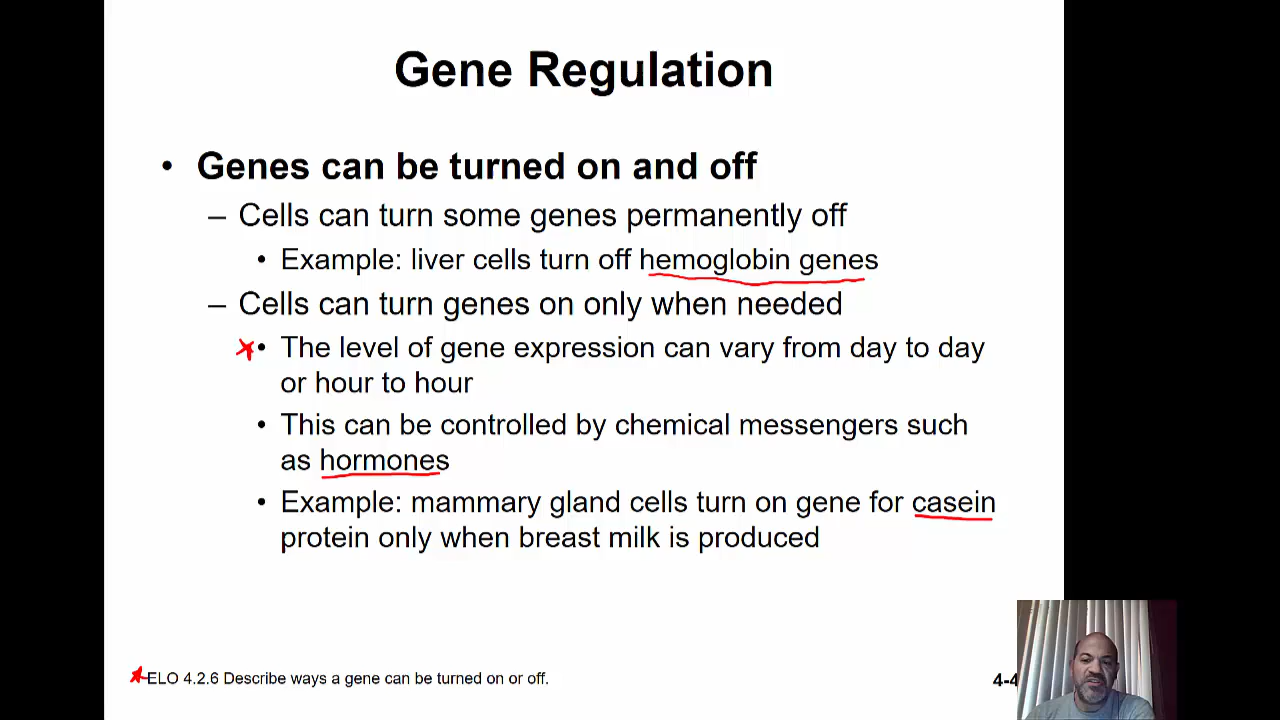 Gene Regulation
• Genes can be turned on and off
– Cells can turn some genes permanently off
• Example: liver cells turn off hemoglobin genes
– Cells can turn genes on only when needed
• The level of gene expression can vary from day to day
or hour to hour
• This can be controlled by chemical messengers such
as hormones
• Example: mammary gland cells turn on gene for casein
protein only when breast milk is produced
ELO 4.2.6 Describe ways a gene can be turned on or off.
4-4